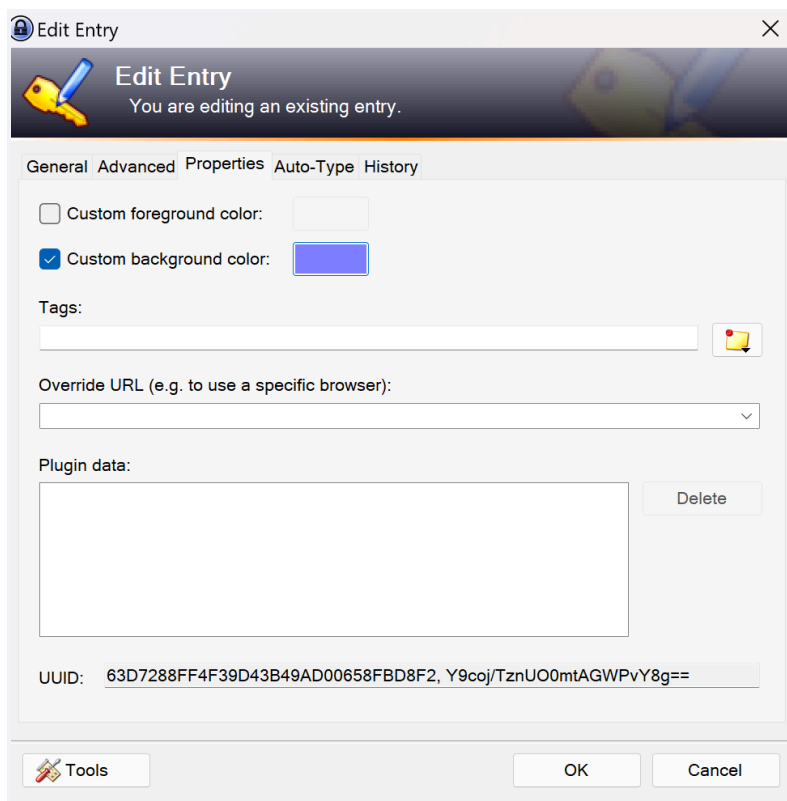 Edit Entry
Edit Entry
You are editing an existing entry.
General Advanced Properties Auto-Type History
Custom foreground color:
Custom background color:
Tags:
Override URL (e.g. to use a specific browser):
Plugin data:
Delete
UUID: 63D7288FF4F39D43B49AD00658FBD8F2, Y9coj/TznUO0mtAGWPvY8g==
Tools OK Cancel